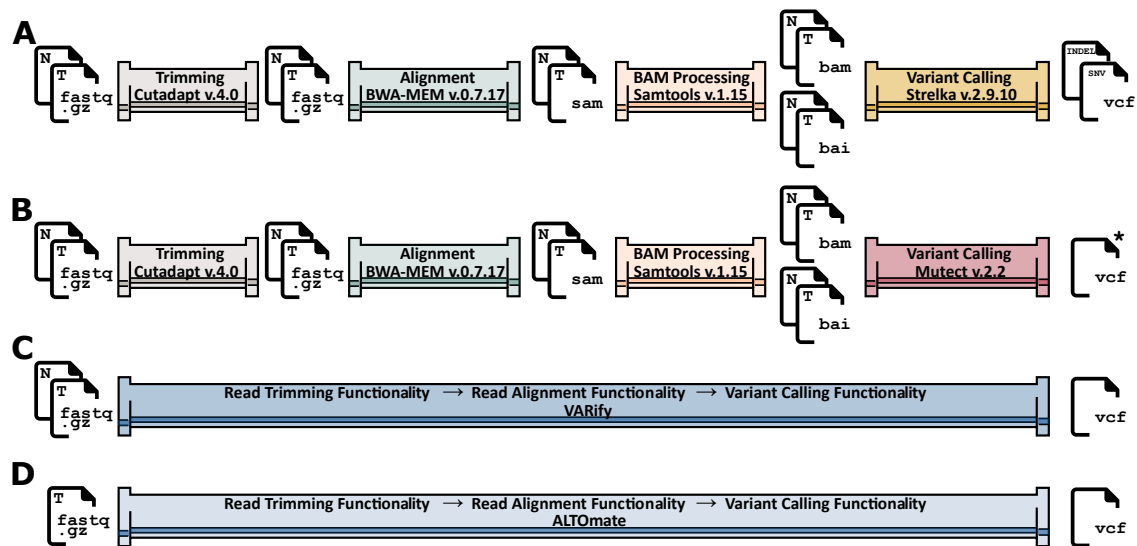 A
N
T
fastq
.gz
Trimming
Cutadapt v.4.0
N
T
fastq
.gz
Alignment
BWA-MEM v.0.7.17
N
T
sam
BAM Processing
Samtools v.1.15
N
T
bam
N
T
bai
Variant Calling
Strelka v.2.9.10
INDEL
SNV
vcf
B
N
T
fastq
.gz
Trimming
Cutadapt v.4.0
N
T
fastq
.gz
Alignment
BWA-MEM v.0.7.17
N
T
sam
BAM Processing
Samtools v.1.15
N
T
bam
N
T
bai
Variant Calling
Mutect v.2.2
*
vcf
C
N
T
fastq
.gz
Read Trimming Functionality → Read Alignment Functionality → Variant Calling Functionality
VARify
vcf
D
T
fastq
.gz
Read Trimming Functionality → Read Alignment Functionality → Variant Calling Functionality
ALTOmate
vcf